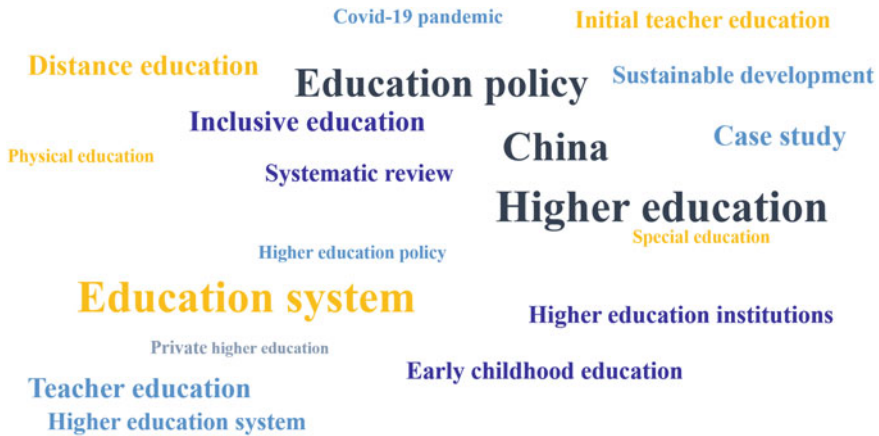 Covid-19 pandemic
Initial teacher education
Distance education
Education policy
Sustainable development
Inclusive education
Case study
China
Physical education
Systematic review
Higher education
Special education
Higher education policy
Education system
Higher education institutions
Private higher education
Early childhood education
Teacher education
Higher education system